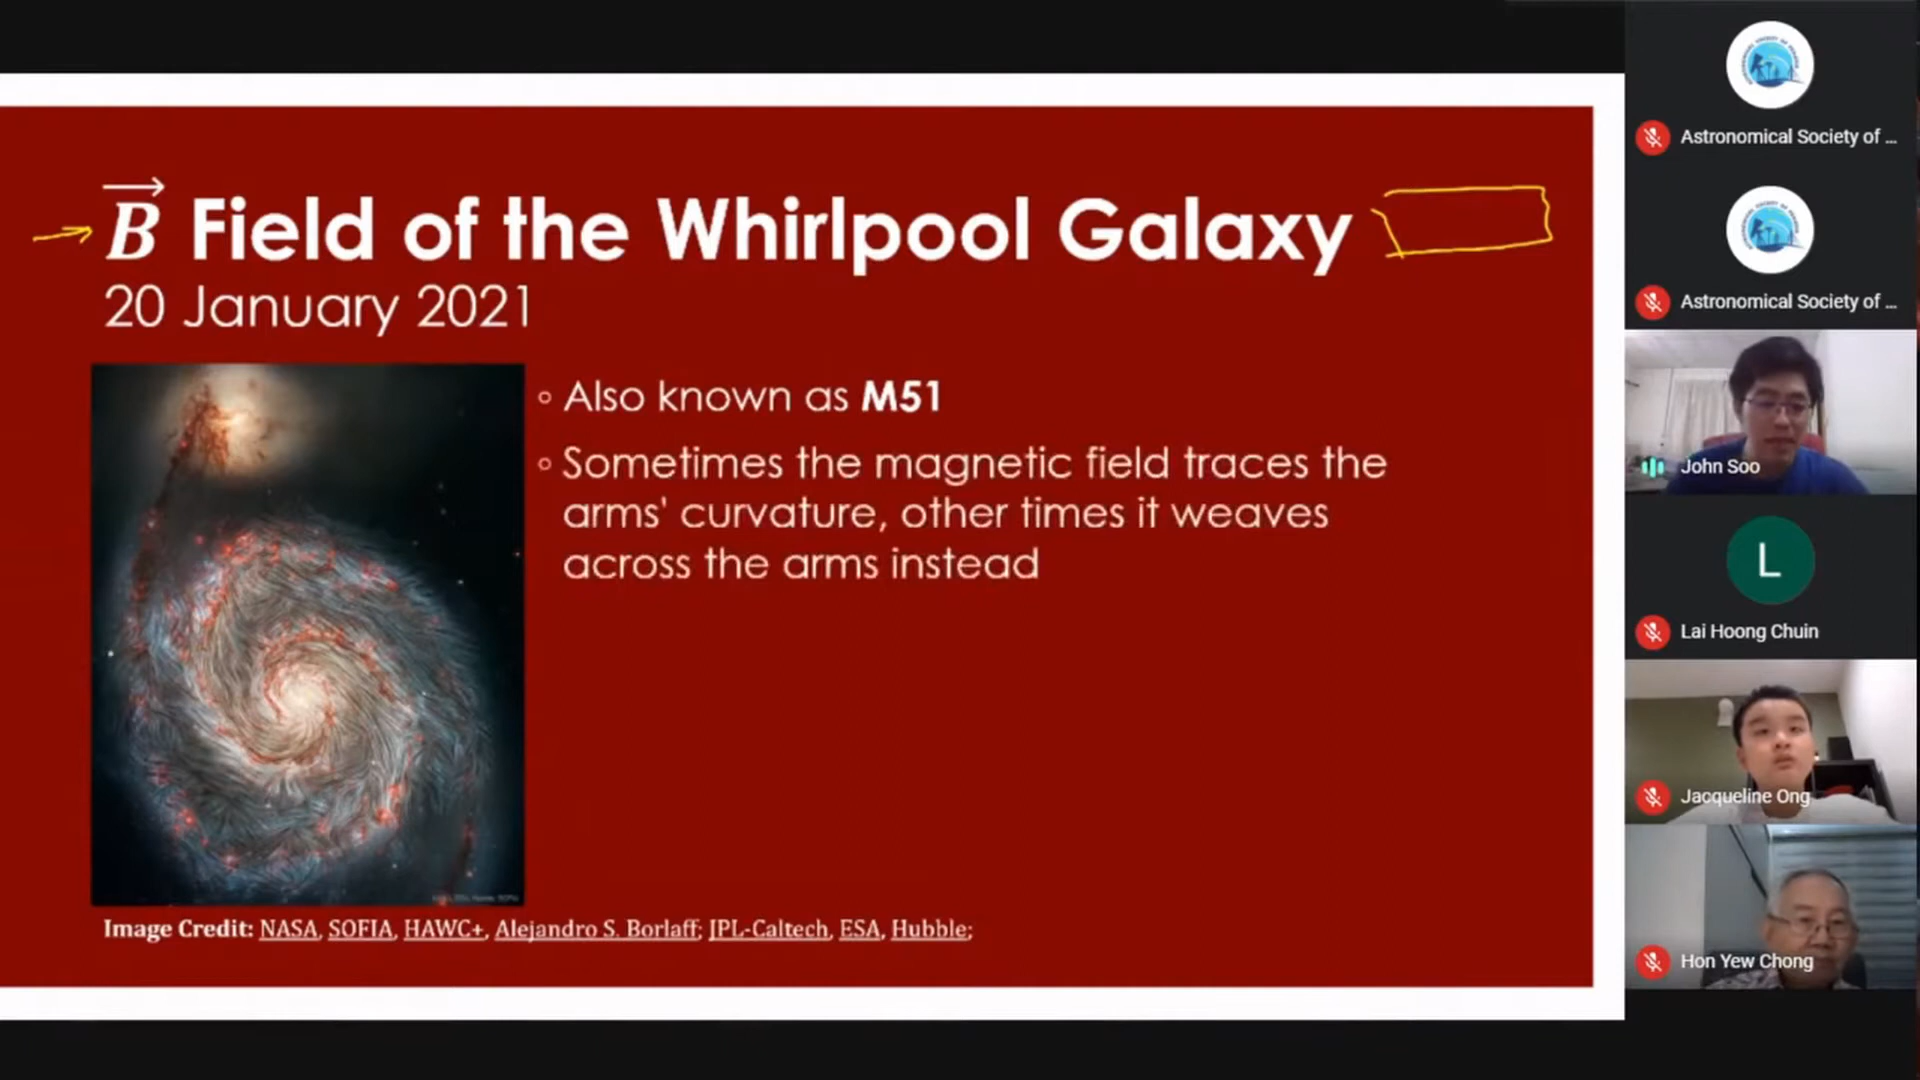 B Field of the Whirlpool Galaxy
20 January 2021
Also known as M51
Sometimes the magnetic field traces the
arms' curvature, other times it weaves
across the arms instead
Image Credit: NASA, SOFIA, HAWC+, Alejandro S. Borlaff; JPL-Caltech, ESA, Hubble;
Astronomical Society of ...
Astronomical Society of ...
John Soo
L
Lai Hoong Chuin
Jacqueline Ong
Hon Yew Chong